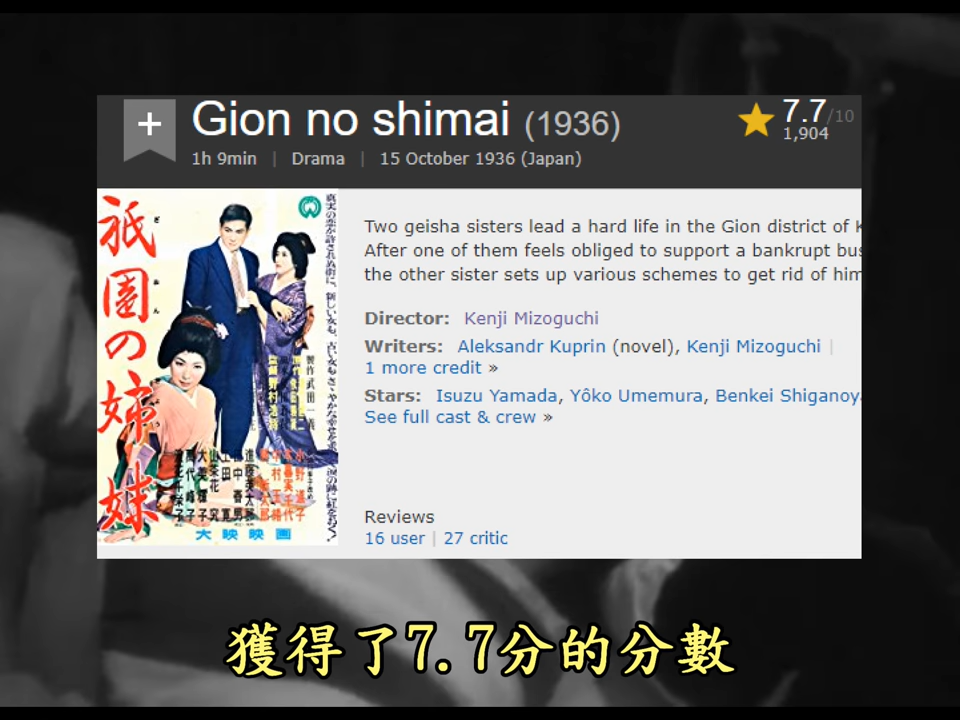 +
Gion no shimai (1936)
7.7/10
1,904
1h 9min | Drama | 15 October 1936 (Japan)
祇園の姉妹
ぎおん
大映映画
Two geisha sisters lead a hard life in the Gion district of K
After one of them feels obliged to support a bankrupt bus
the other sister sets up various schemes to get rid of him
Director: Kenji Mizoguchi
Writers: Aleksandr Kuprin (novel), Kenji Mizoguchi |
1 more credit »
Stars: Isuzu Yamada, Yôko Umemura, Benkei Shiganoy
See full cast & crew »
Reviews
16 user | 27 critic
獲得了7.7分的分數